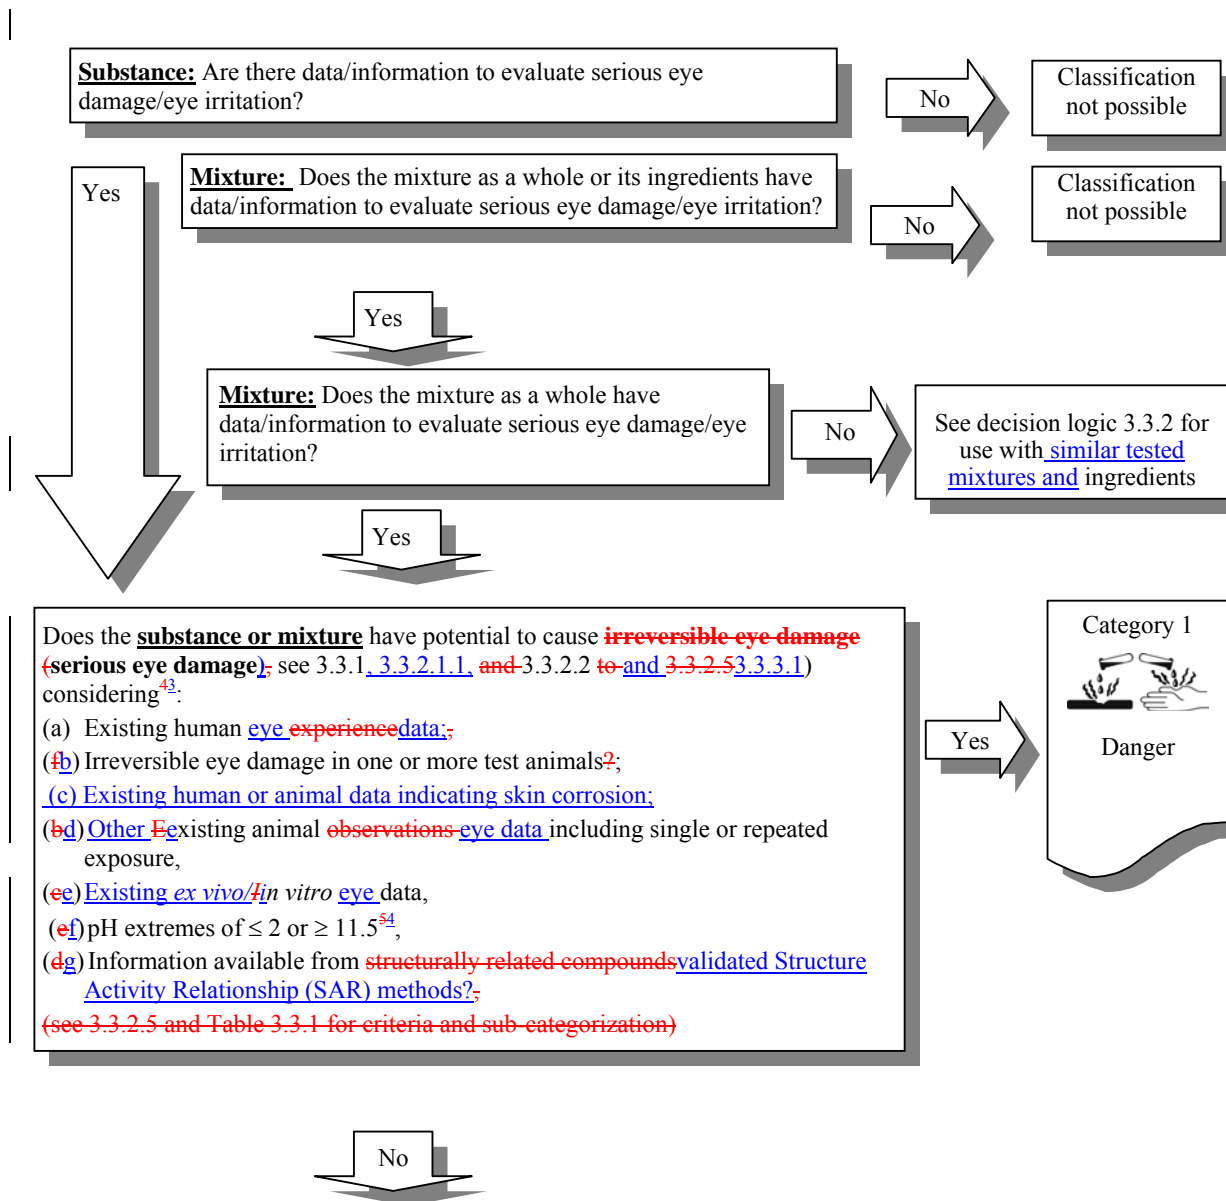 Substance: Are there data/information to evaluate serious eye
damage/eye irritation?
No
Classification
not possible
Yes
Mixture: Does the mixture as a whole or its ingredients have
data/information to evaluate serious eye damage/eye irritation?
No
Classification
not possible
Yes
Mixture: Does the mixture as a whole have
data/information to evaluate serious eye damage/eye
irritation?
No
See decision logic 3.3.2 for
use with similar tested
mixtures and ingredients
Yes
Does the substance or mixture have potential to cause irreversible eye damage
(serious eye damage), see 3.3.1, 3.3.2.1.1, and 3.3.2.2 to and 3.3.2.53.3.3.1)
considering43:
(a) Existing human eye experiencedata;,
(fb) Irreversible eye damage in one or more test animals?;
(c) Existing human or animal data indicating skin corrosion;
(bd) Other Eexisting animal observations eye data including single or repeated
exposure,
(ce) Existing ex vivo/Iin vitro eye data,
(ef) pH extremes of ≤ 2 or ≥ 11.554,
(dg) Information available from structurally related compoundsvalidated Structure
Activity Relationship (SAR) methods?,
(see 3.3.2.5 and Table 3.3.1 for criteria and sub-categorization)
Yes
Category 1
Danger
No